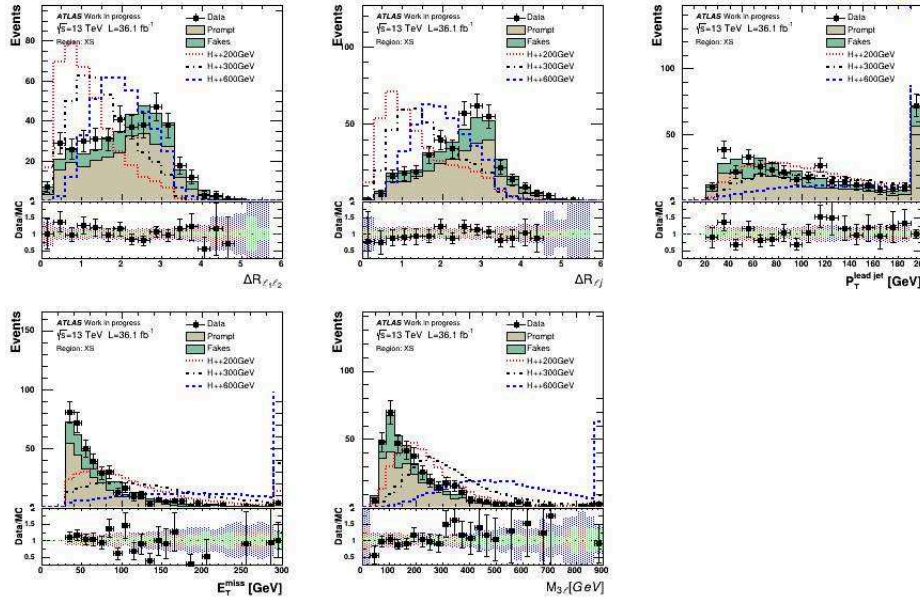 Events
ATLAS Work in progress
√s=13 TeV L=36.1 fb⁻¹
Region: XS
Data
Prompt
Fakes
H++200GeV
H++300GeV
H++600GeV
80
60
40
20
Data/MC
2
1.5
1
0.5
0 1 2 3 4 5 6
ΔR ℓ₁ℓ₂
Events
ATLAS Work in progress
√s=13 TeV L=36.1 fb⁻¹
Region: XS
Data
Prompt
Fakes
H++200GeV
H++300GeV
H++600GeV
100
50
Data/MC
2
1.5
1
0.5
0 1 2 3 4 5 6
ΔR ℓj
Events
ATLAS Work in progress
√s=13 TeV L=36.1 fb⁻¹
Region: XS
Data
Prompt
Fakes
H++200GeV
H++300GeV
H++600GeV
100
50
Data/MC
2
1.5
1
0.5
0 20 40 60 80 100 120 140 160 180
P_T^lead jet [GeV]
Events
ATLAS Work in progress
√s=13 TeV L=36.1 fb⁻¹
Region: XS
Data
Prompt
Fakes
H++200GeV
H++300GeV
H++600GeV
150
100
50
Data/MC
2
1.5
1
0.5
0 50 100 150 200 250 300
E_T^miss [GeV]
Events
ATLAS Work in progress
√s=13 TeV L=36.1 fb⁻¹
Region: XS
Data
Prompt
Fakes
H++200GeV
H++300GeV
H++600GeV
100
50
Data/MC
2
1.5
1
0.5
0 100 200 300 400 500 600 700 800 900
M₃ℓ [GeV]